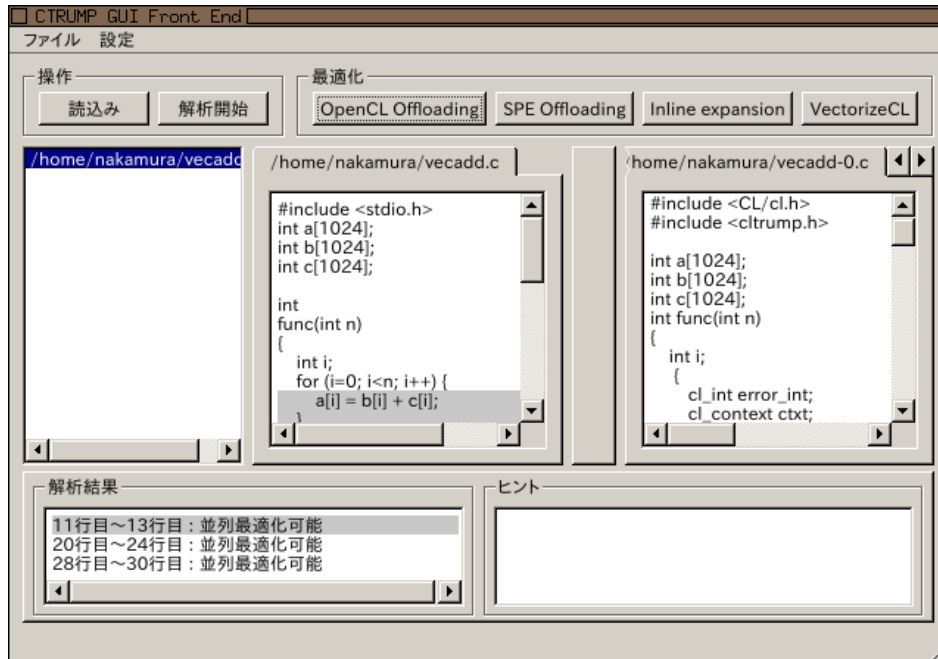 CTRUMP GUI Front End
ファイル 設定
操作
読込み 解析開始
最適化
OpenCL Offloading SPE Offloading Inline expansion VectorizeCL
/home/nakamura/vecadd
/home/nakamura/vecadd.c
#include <stdio.h>
int a[1024];
int b[1024];
int c[1024];
int
func(int n)
{
int i;
for (i=0; i<n; i++) {
a[i] = b[i] + c[i];
}
/home/nakamura/vecadd-0.c
#include <CL/cl.h>
#include <cltrump.h>
int a[1024];
int b[1024];
int c[1024];
int func(int n)
{
int i;
{
cl_int error_int;
cl_context ctxt;
解析結果
11行目～13行目 : 並列最適化可能
20行目～24行目 : 並列最適化可能
28行目～30行目 : 並列最適化可能
ヒント